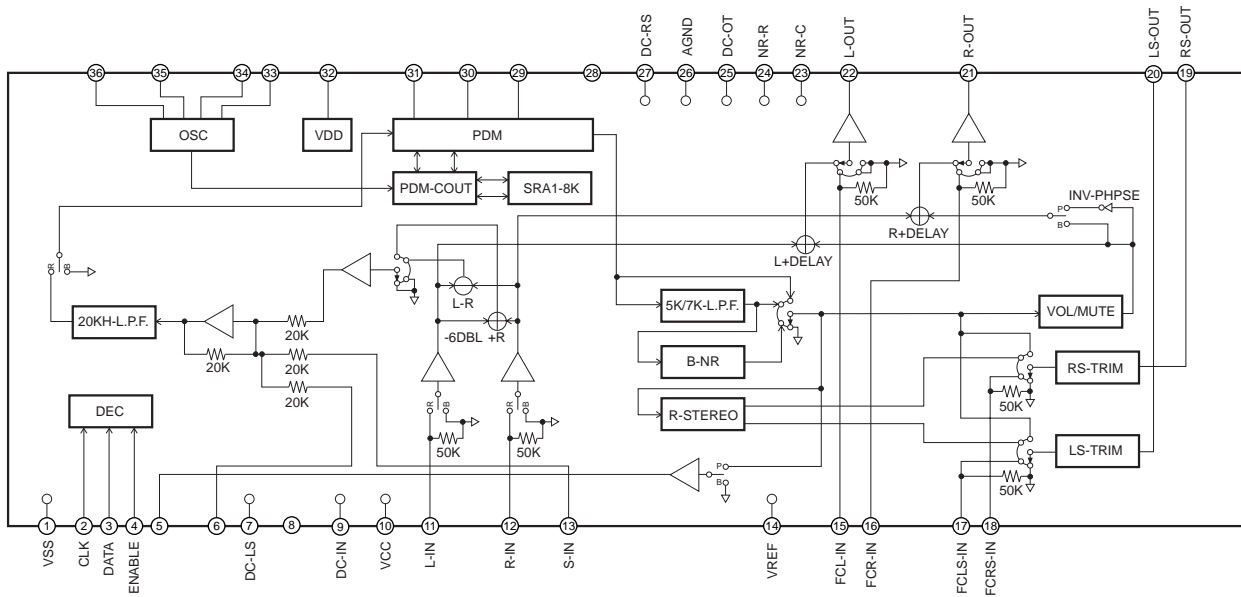 DC-RS
AGND
DC-OT
NR-R
NR-C
L-OUT
R-OUT
LS-OUT
RS-OUT
36
35
34
33
32
31
30
29
28
27
26
25
24
23
22
21
20
19
OSC
VDD
PDM
PDM-COUT
SRA1-8K
50K
50K
INV-PHPSE
P
B
R+DELAY
L+DELAY
R
B
L-R
20KH-L.P.F.
20K
-6DBL +R
5K/7K-L.P.F.
VOL/MUTE
20K
20K
20K
B-NR
RS-TRIM
50K
DEC
R
B
R
B
50K
50K
R-STEREO
LS-TRIM
50K
P
B
1
2
3
4
5
6
7
8
9
10
11
12
13
14
15
16
17
18
VSS
CLK
DATA
ENABLE
DC-LS
DC-IN
VCC
L-IN
R-IN
S-IN
VREF
FCL-IN
FCR-IN
FCLS-IN
FCRS-IN